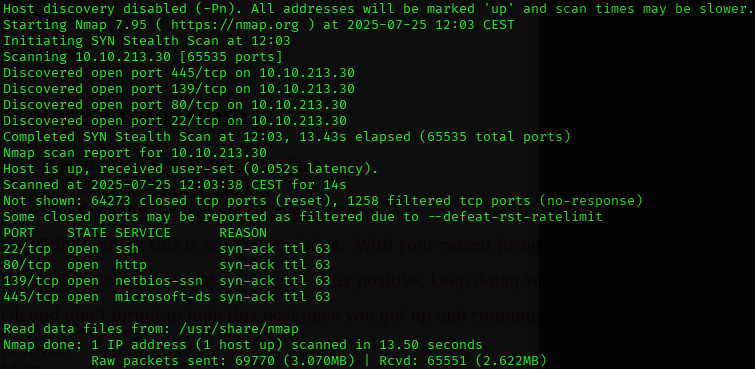 Host discovery disabled (-Pn). All addresses will be marked 'up' and scan times may be slower.
Starting Nmap 7.95 ( https://nmap.org ) at 2025-07-25 12:03 CEST
Initiating SYN Stealth Scan at 12:03
Scanning 10.10.213.30 [65535 ports]
Discovered open port 445/tcp on 10.10.213.30
Discovered open port 139/tcp on 10.10.213.30
Discovered open port 80/tcp on 10.10.213.30
Discovered open port 22/tcp on 10.10.213.30
Completed SYN Stealth Scan at 12:03, 13.43s elapsed (65535 total ports)
Nmap scan report for 10.10.213.30
Host is up, received user-set (0.052s latency).
Scanned at 2025-07-25 12:03:38 CEST for 14s
Not shown: 64273 closed tcp ports (reset), 1258 filtered tcp ports (no-response)
Some closed ports may be reported as filtered due to --defeat-rst-ratelimit
PORT    STATE SERVICE      REASON
22/tcp  open  ssh          syn-ack ttl 63
80/tcp  open  http         syn-ack ttl 63
139/tcp open  netbios-ssn  syn-ack ttl 63
445/tcp open  microsoft-ds syn-ack ttl 63
Read data files from: /usr/share/nmap
Nmap done: 1 IP address (1 host up) scanned in 13.50 seconds
           Raw packets sent: 69770 (3.070MB) | Rcvd: 65551 (2.622MB)